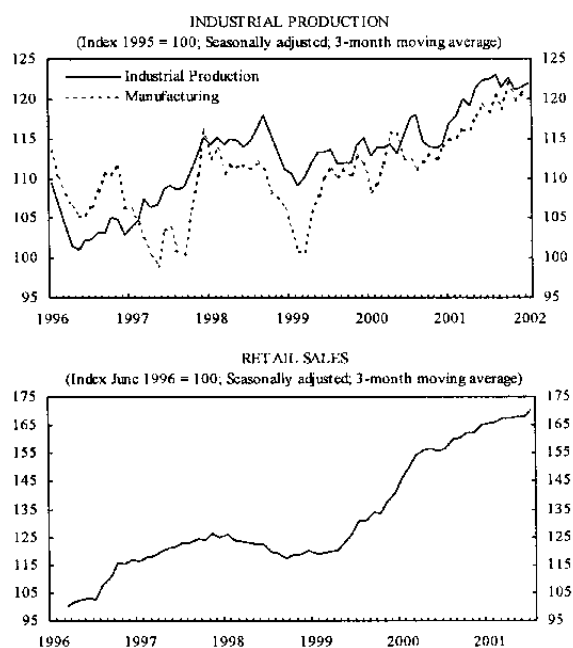 INDUSTRIAL PRODUCTION
(Index 1995 = 100; Seasonally adjusted; 3-month moving average)
125 125
Industrial Production
120 120
Manufacturing
115 115
110 110
105 105
100 100
95 95
1996 1997 1998 1999 2000 2001 2002
RETAIL SALES
(Index June 1996 = 100; Seasonally adjusted; 3-month moving average)
175 175
165 165
155 155
145 145
135 135
125 125
115 115
105 105
95 95
1996 1997 1998 1999 2000 2001